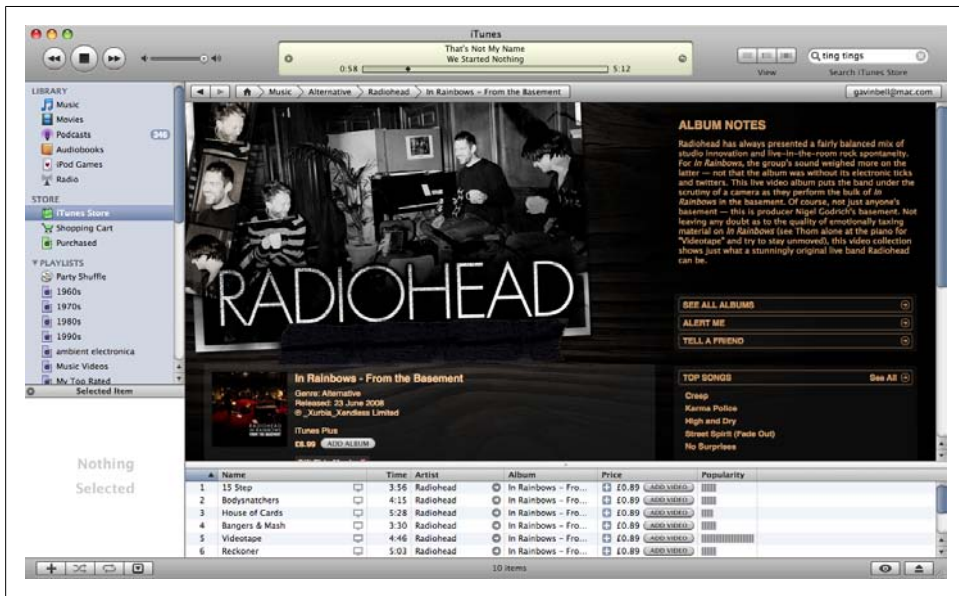 iTunes
That's Not My Name
We Started Nothing
0:58
5:12
View
ting tings
Search iTunes Store
LIBRARY
Music
Movies
Podcasts 346
Audiobooks
iPod Games
Radio
STORE
iTunes Store
Shopping Cart
Purchased
PLAYLISTS
Party Shuffle
1960s
1970s
1980s
1990s
ambient electronica
Music Videos
My Top Rated
Selected Item
Nothing
Selected
Music Alternative Radiohead In Rainbows – From the Basement
gavinbell@mac.com
RADIOHEAD
ALBUM NOTES
Radiohead has always presented a fairly balanced mix of
studio innovation and live-in-the-room rock spontaneity.
For In Rainbows, the group's sound weighed more on the
latter — not that the album was without its electronic ticks
and twitters. This live video album puts the band under the
scrutiny of a camera as they perform the bulk of In
Rainbows in the basement. Of course, not just anyone's
basement — this is producer Nigel Godrich's basement. Not
leaving any doubt as to the quality of emotionally taxing
material on In Rainbows (see Thom alone at the piano for
"Videotape" and try to stay unmoved), this video collection
shows just what a stunningly original live band Radiohead
can be.
SEE ALL ALBUMS
ALERT ME
TELL A FRIEND
TOP SONGS See All
Creep
Karma Police
High and Dry
Street Spirit (Fade Out)
No Surprises
RADIOHEAD
IN RAINBOWS
FROM THE BASEMENT
In Rainbows - From the Basement
Genre: Alternative
Released: 23 June 2008
℗ _Xurbia_Xendless Limited
iTunes Plus
£6.99 ADD ALBUM
Name Time Artist Album Price Popularity
1 15 Step 3:56 Radiohead In Rainbows – Fro... £0.89 ADD VIDEO
2 Bodysnatchers 4:15 Radiohead In Rainbows – Fro... £0.89 ADD VIDEO
3 House of Cards 5:28 Radiohead In Rainbows – Fro... £0.89 ADD VIDEO
4 Bangers & Mash 3:30 Radiohead In Rainbows – Fro... £0.89 ADD VIDEO
5 Videotape 4:46 Radiohead In Rainbows – Fro... £0.89 ADD VIDEO
6 Reckoner 5:03 Radiohead In Rainbows – Fro... £0.89 ADD VIDEO
10 items